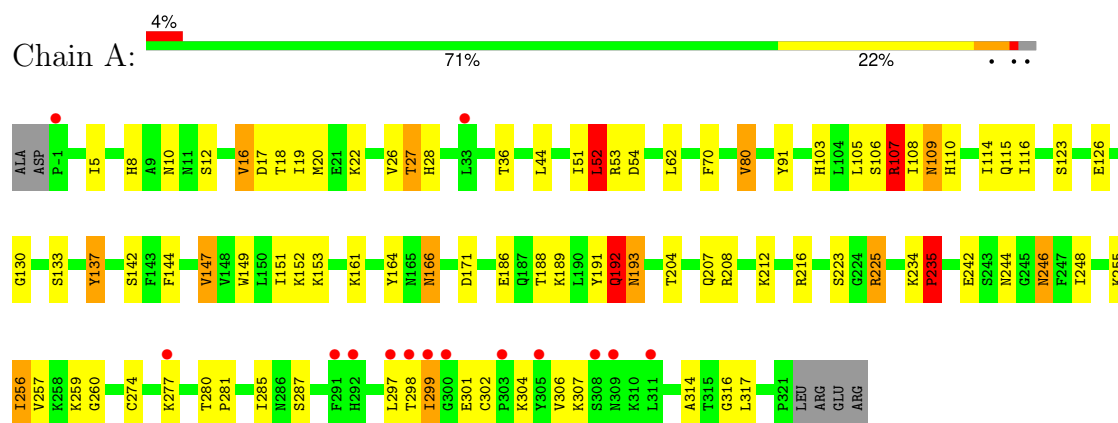 4%
Chain A:
71% 22% • • •
ALA ASP P-1 I5 H8 A9 N10 N11 S12 V16 D17 T18 I19 M20 E21 K22 V26 T27 H28 L33 T36 L44 I51 L52 R53 D54 L62 F70 V80 Y91 H103 L104 L105 S106 R107 I108 N109 H110 I114 Q115 I116 S123 E126
G130 S133 Y137 S142 F143 F144 V147 V148 W149 L150 I151 K152 K153 K161 Y164 N165 N166 D171 E186 Q187 T188 K189 L190 Y191 Q192 N193 T204 Q207 R208 K212 R216 S223 G224 R225 K234 P235 E242 S243 N244 G245 N246 F247 I248 K255
I256 V257 K258 K259 G260 C274 K277 T280 P281 I285 N286 S287 F291 H292 L297 T298 I299 G300 E301 C302 P303 K304 Y305 V306 K307 S308 N309 K310 L311 A314 T315 G316 L317 P321 LEU ARG GLU ARG